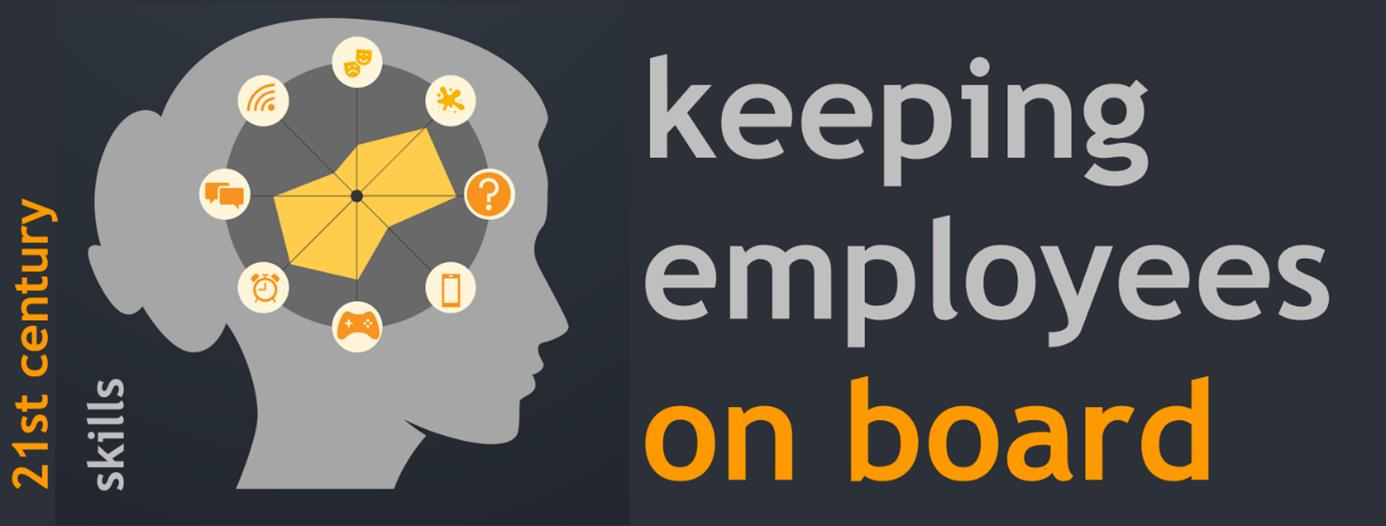 21st century
skills
keeping
employees
on board